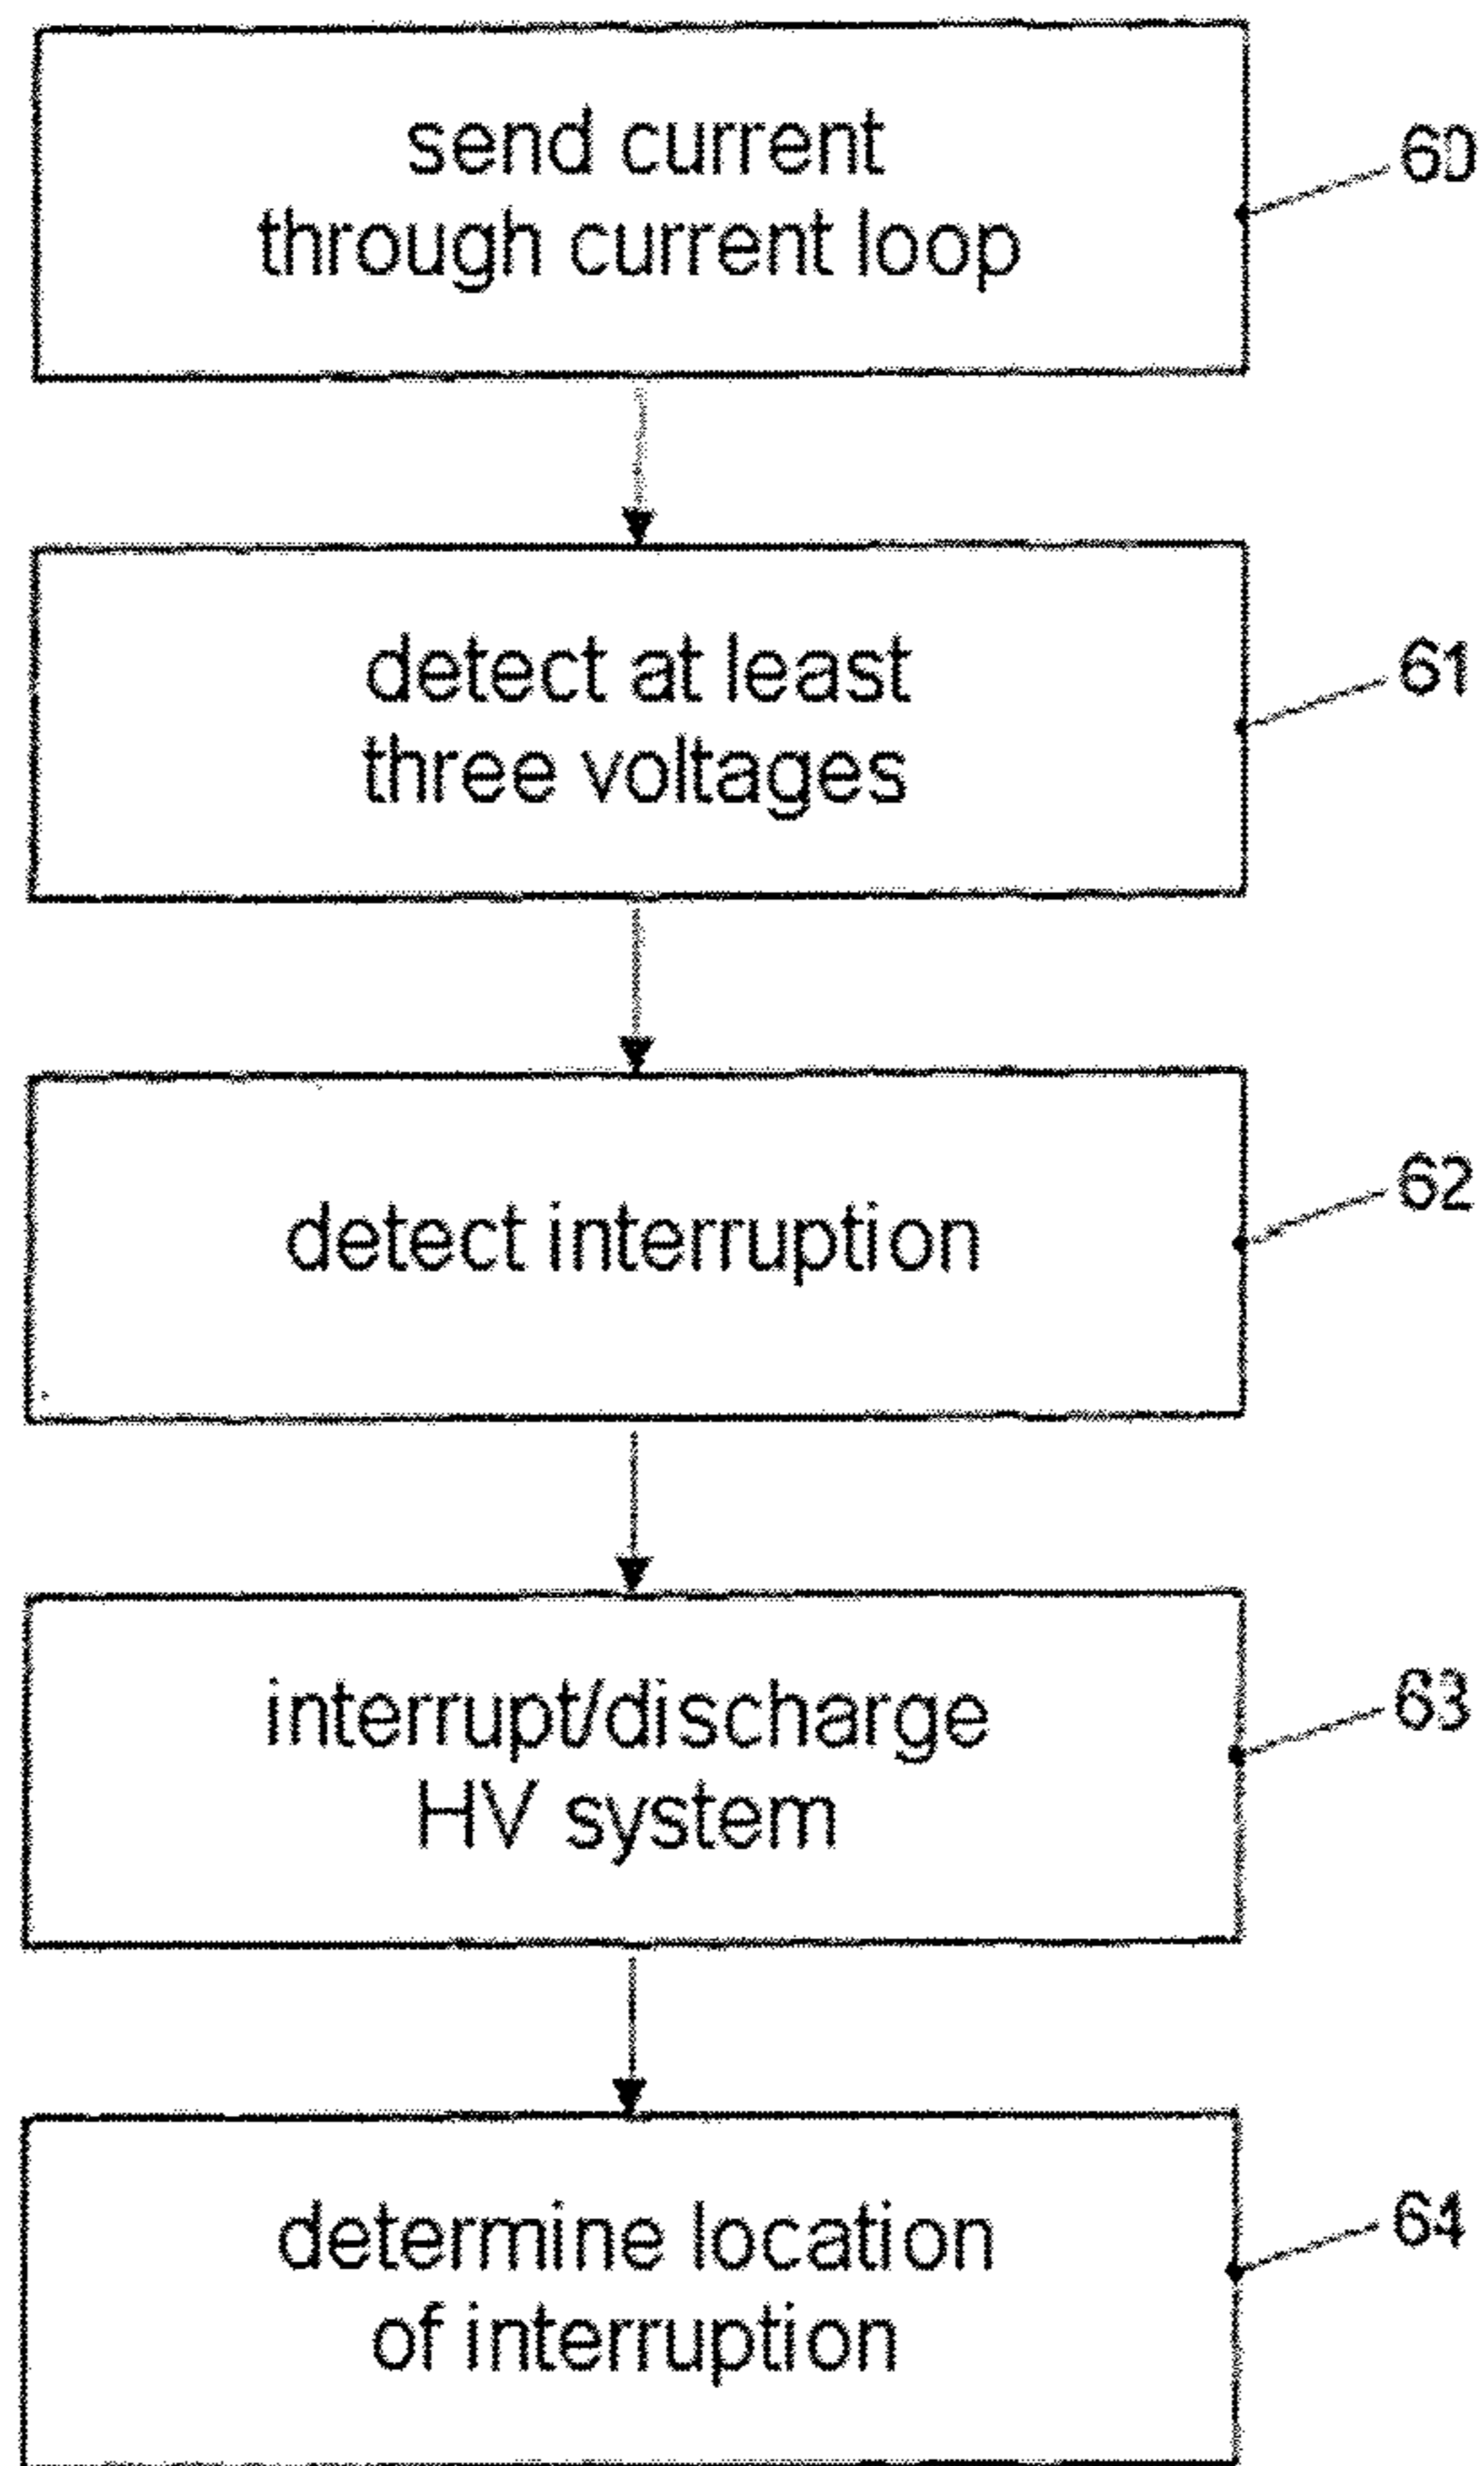 send current
through current loop
60
detect at least
three voltages
61
detect interruption
62
interrupt/discharge
HV system
63
determine location
of interruption
64